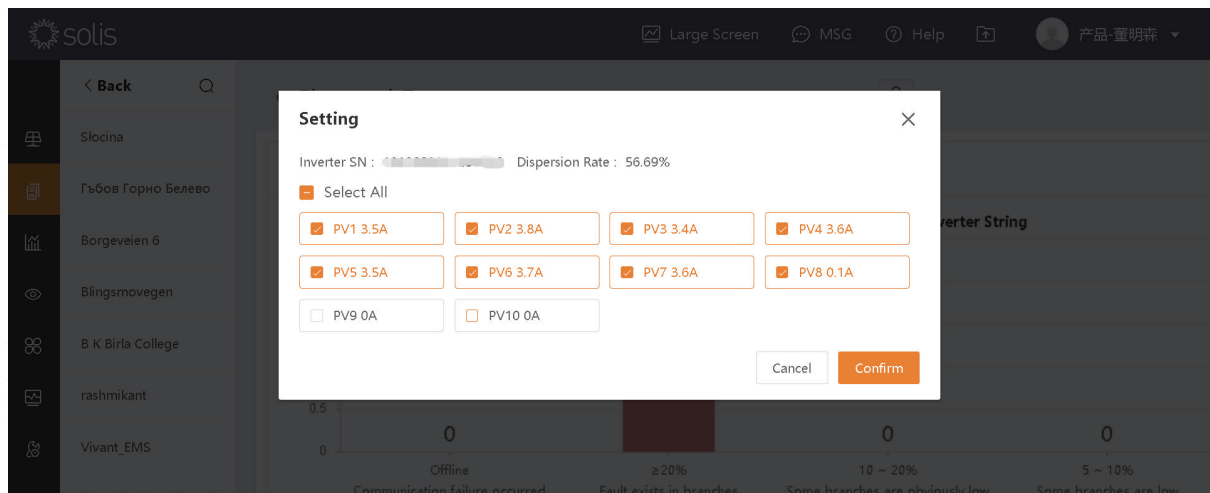 solis
Large Screen
MSG
Help
产品-董明森
< Back
Słocina
Гъбов Горно Белево
Borgeveien 6
Blingsmovegen
B K Birla College
rashmikant
Vivant_EMS
Setting
Inverter SN :
Dispersion Rate : 56.69%
Select All
PV1 3.5A
PV2 3.8A
PV3 3.4A
PV4 3.6A
PV5 3.5A
PV6 3.7A
PV7 3.6A
PV8 0.1A
PV9 0A
PV10 0A
Cancel
Confirm
String
0.5
0
0
0
0
Offline
≥20%
10 ~ 20%
5 ~ 10%
Communication failure occurred
Fault exists in branches
Some branches are obviously low
Some branches are low